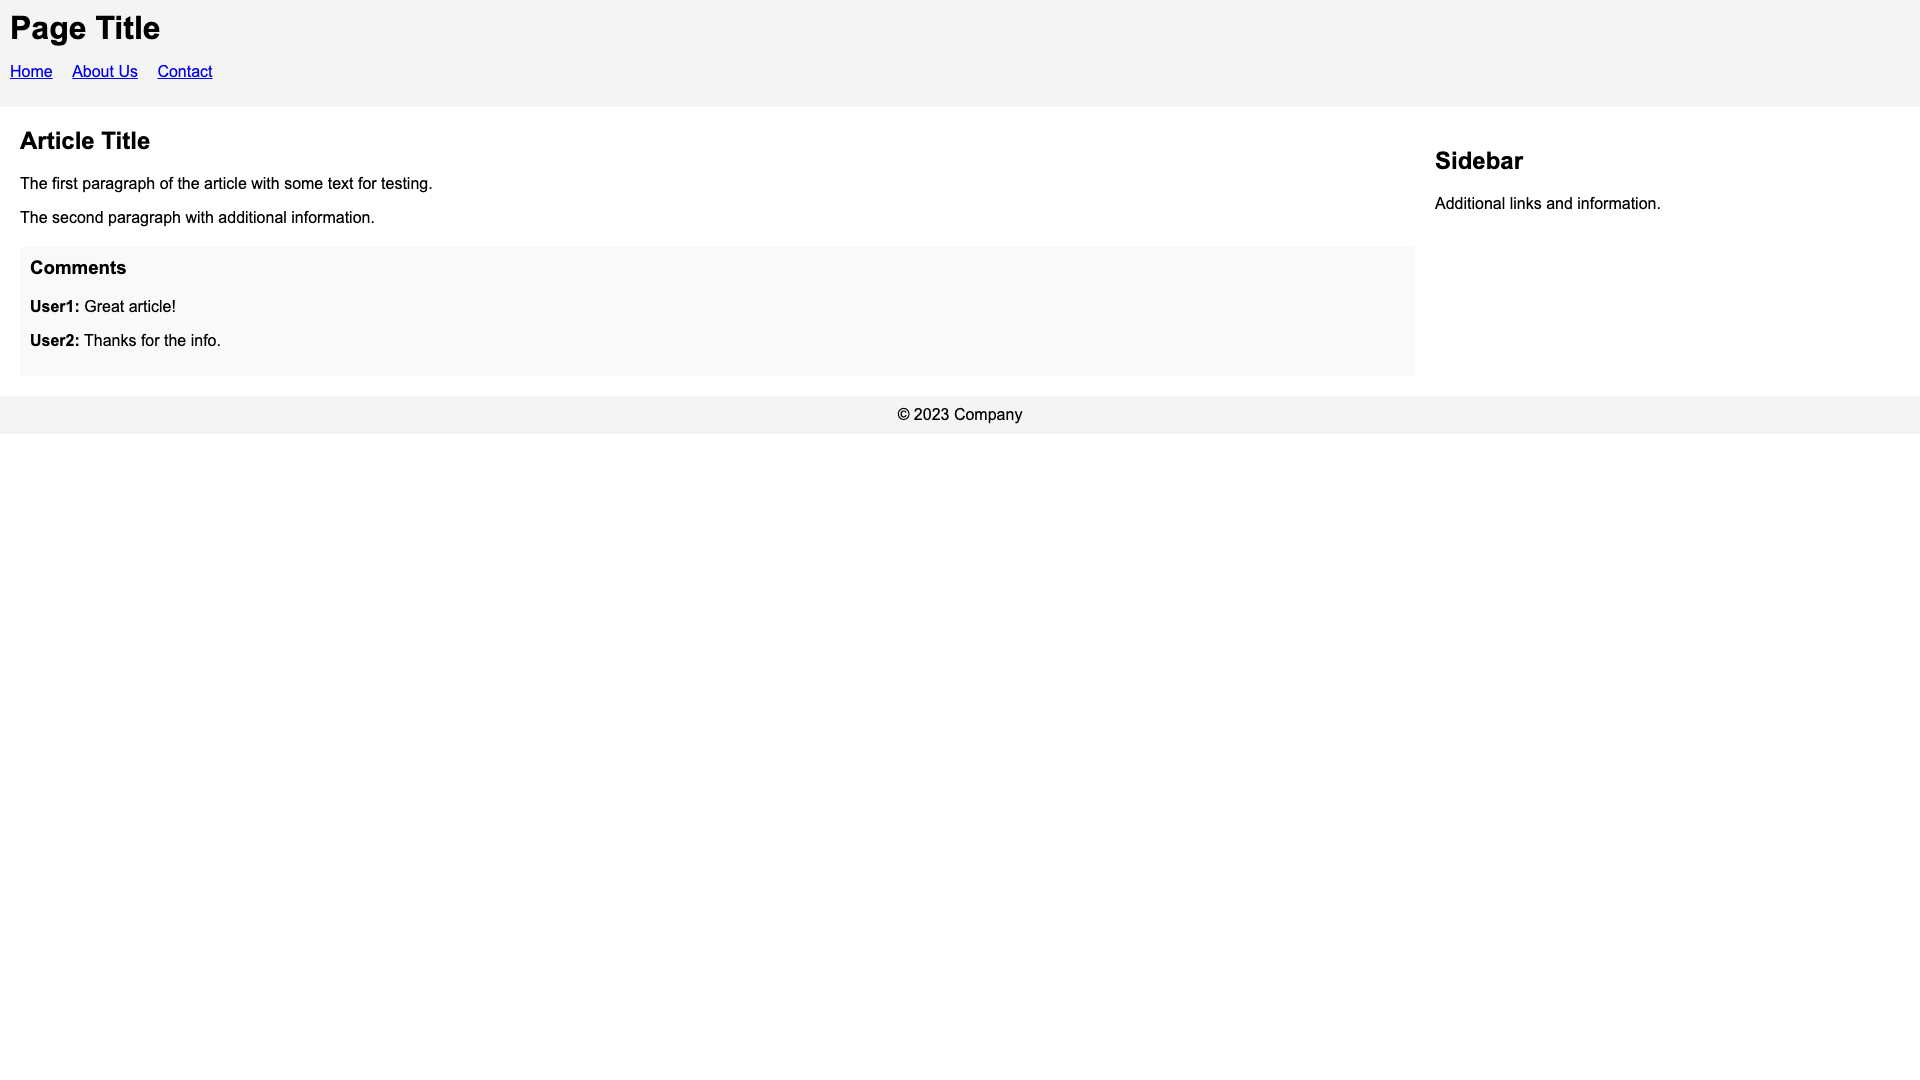 Page Title
Home About Us Contact
Article Title
The first paragraph of the article with some text for testing.
The second paragraph with additional information.
Comments
User1: Great article!
User2: Thanks for the info.
Sidebar
Additional links and information.
© 2023 Company